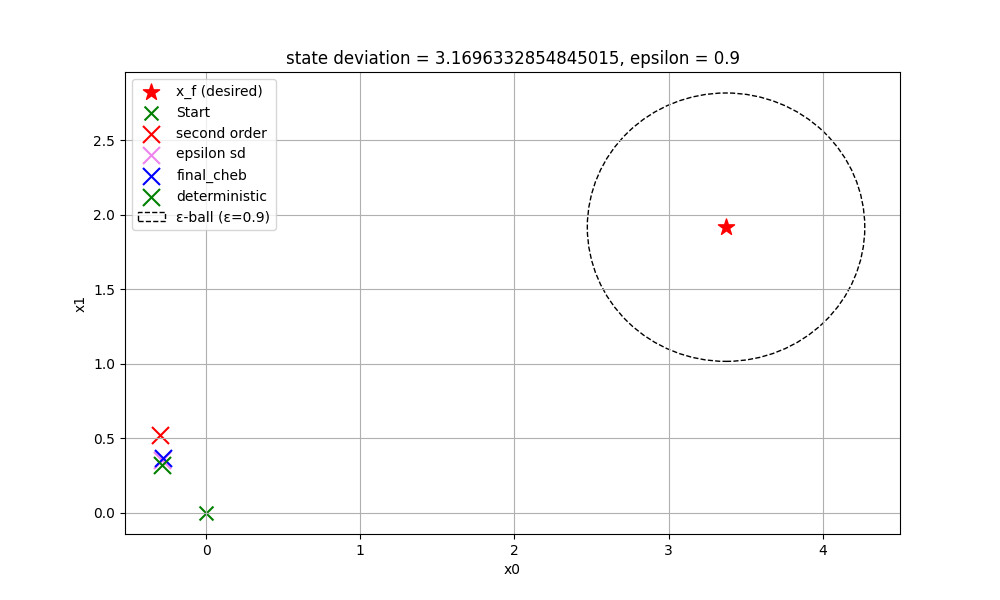 state deviation = 3.1696332854845015, epsilon = 0.9
x_f (desired)
Start
second order
epsilon sd
final_cheb
deterministic
ε-ball (ε=0.9)
2.5
2.0
1.5
1.0
0.5
0.0
x1
0 1 2 3 4
x0